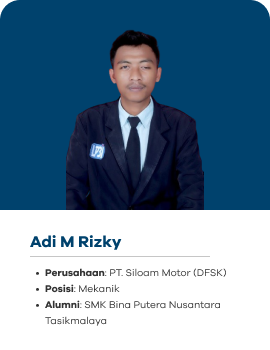 Adi M Rizky
• Perusahaan: PT. Siloam Motor (DFSK)
• Posisi: Mekanik
• Alumni: SMK Bina Putera Nusantara
Tasikmalaya